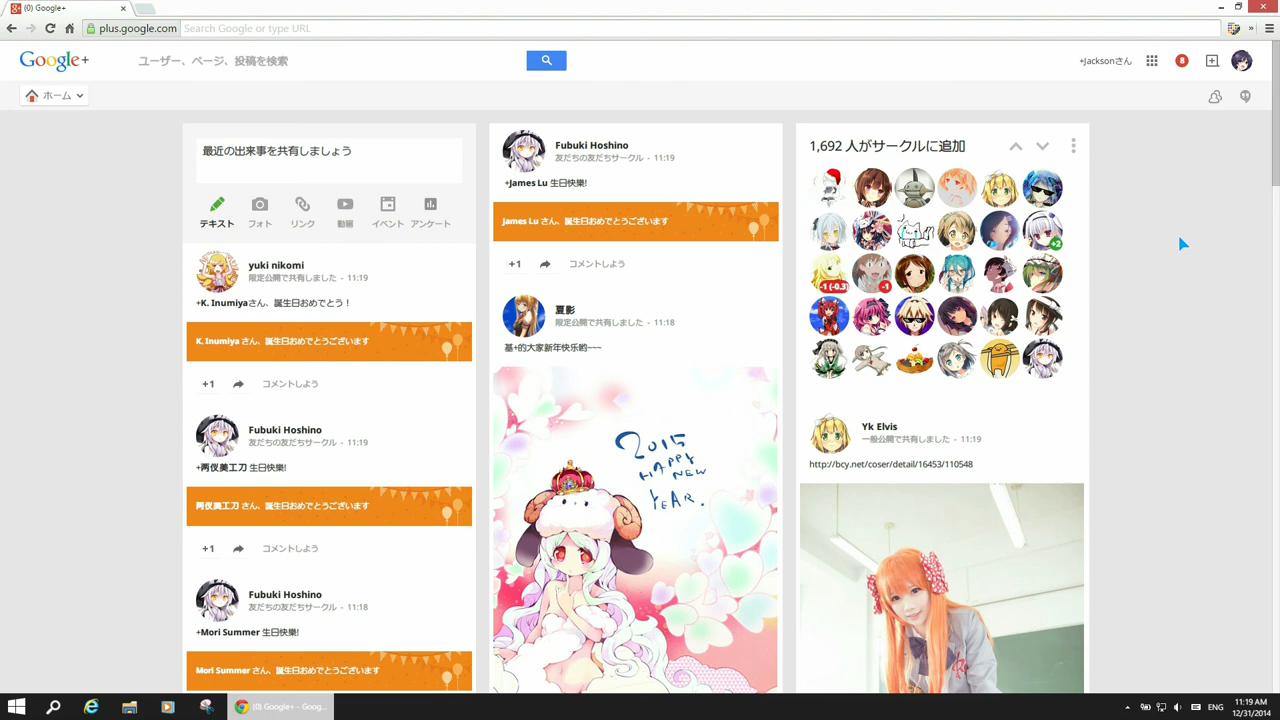 (0) Google+
plus.google.com
Search Google or type URL
Google+
ユーザー、ページ、投稿を検索
+Jacksonさん
8
ホーム
最近の出来事を共有しましょう
テキスト
フォト
リンク
動画
イベント
アンケート
yuki nikomi
限定公開で共有しました - 11:19
+K. Inumiyaさん、誕生日おめでとう！
K. Inumiya さん、誕生日おめでとうございます
+1
コメントしよう
Fubuki Hoshino
友だちの友だちサークル - 11:19
+两仪美工刀 生日快樂!
两仪美工刀 さん、誕生日おめでとうございます
+1
コメントしよう
Fubuki Hoshino
友だちの友だちサークル - 11:18
+Mori Summer 生日快樂!
Mori Summer さん、誕生日おめでとうございます
Fubuki Hoshino
友だちの友だちサークル - 11:19
+James Lu 生日快樂!
James Lu さん、誕生日おめでとうございます
+1
コメントしよう
夏影
限定公開で共有しました - 11:18
基+的大家新年快乐哟~~~
2015
HAPPY
NEW
YEAR.
1,692 人がサークルに追加
+2
-1 (-0.3)
-1
Yk Elvis
一般公開で共有しました - 11:19
http://bcy.net/coser/detail/16453/110548
(0) Google+ - Goog...
ENG
11:19 AM
12/31/2014